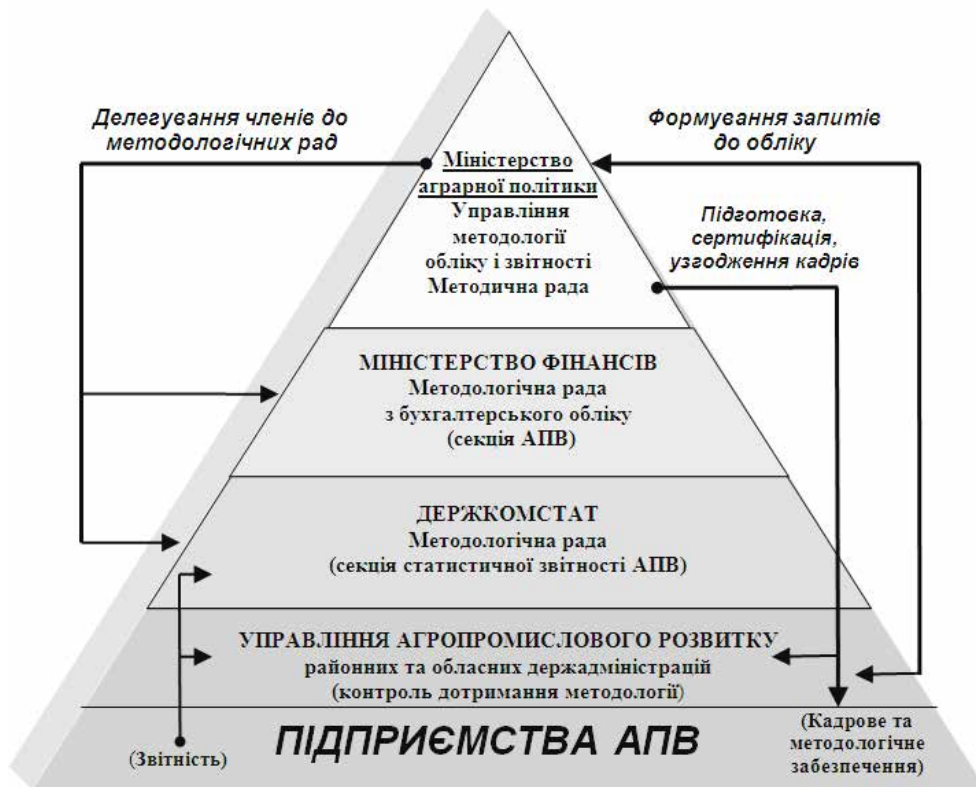 Делегування членів до
методологічних рад
Формування запитів
до обліку
Міністерство
аграрної політики
Управління
методології
обліку і звітності
Методична рада
Підготовка,
сертифікація,
узгодження кадрів
МІНІСТЕРСТВО ФІНАНСІВ
Методологічна рада
з бухгалтерського обліку
(секція АПВ)
ДЕРЖКОМСТАТ
Методологічна рада
(секція статистичної звітності АПВ)
УПРАВЛІННЯ АГРОПРОМИСЛОВОГО РОЗВИТКУ
районних та обласних держадміністрацій
(контроль дотримання методології)
ПІДПРИЄМСТВА АПВ
(Звітність)
(Кадрове та
методологічне
забезпечення)